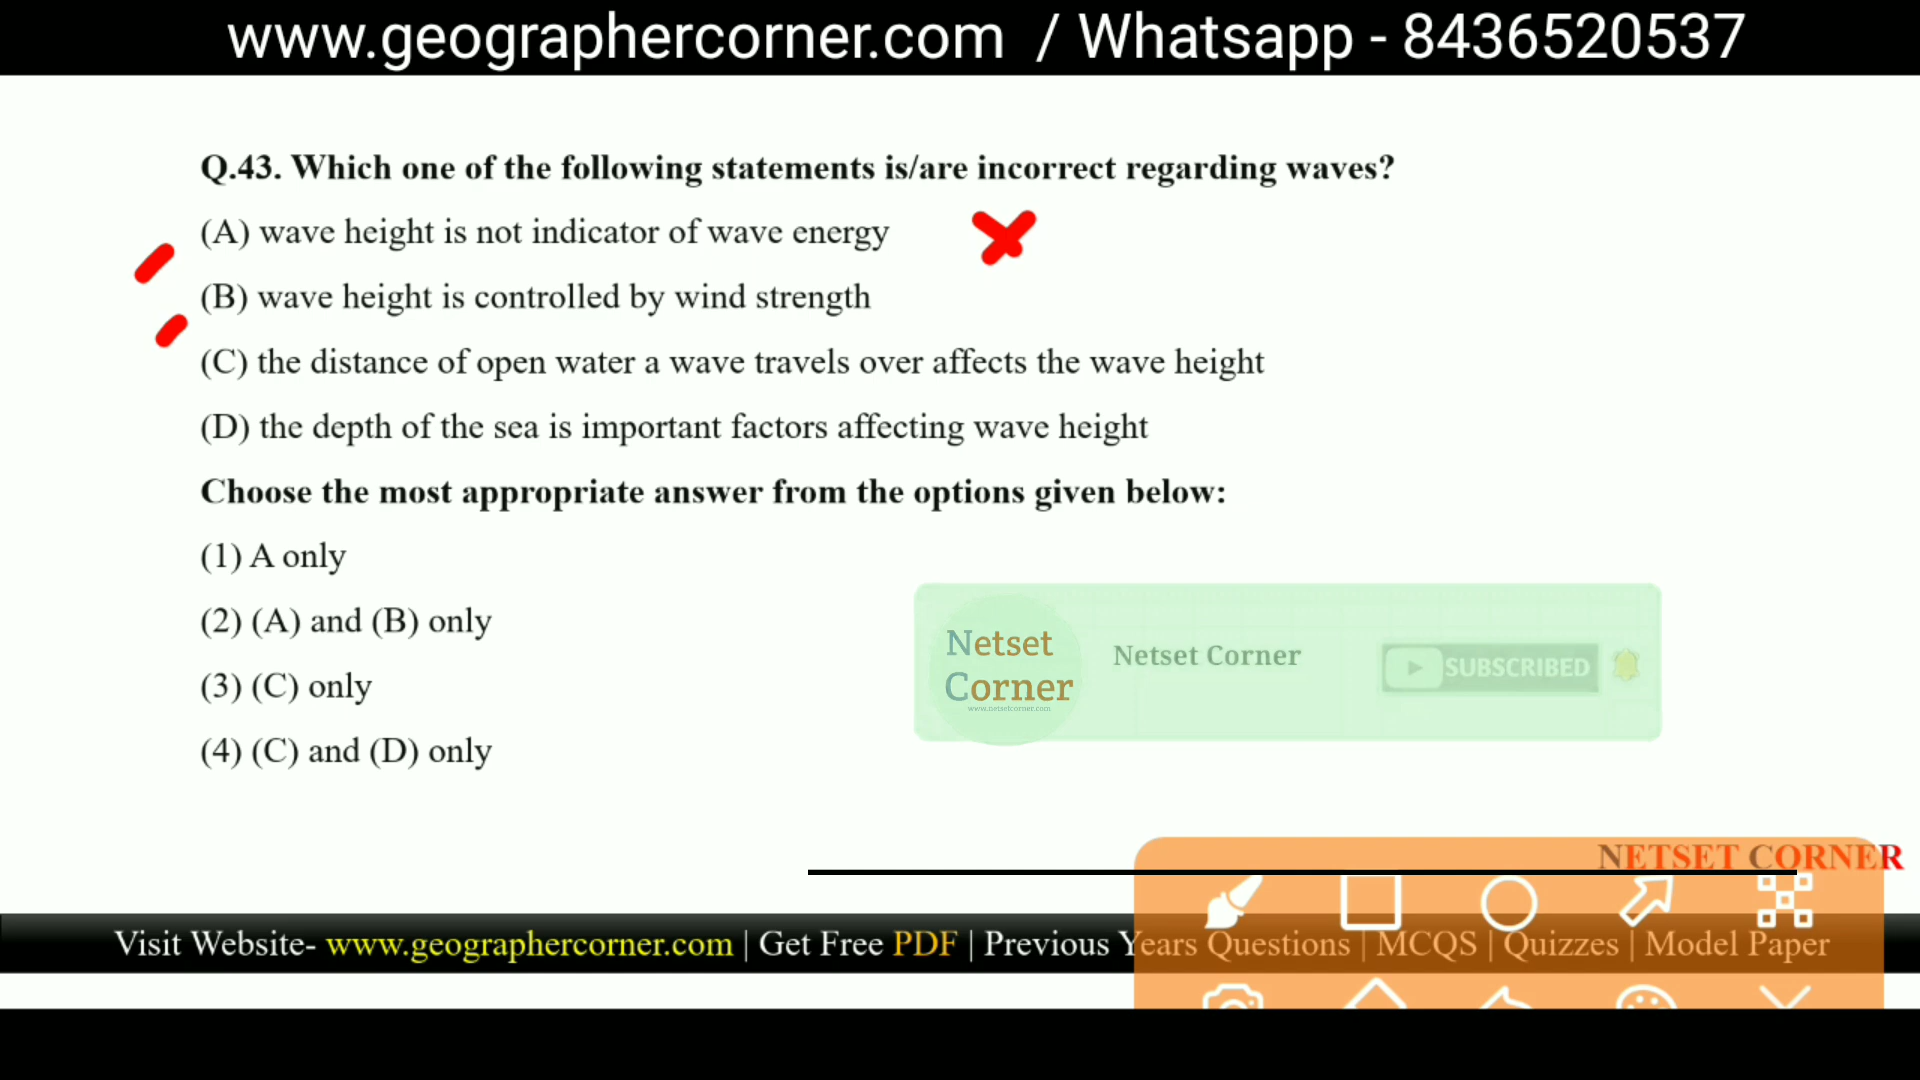 www.geographercorner.com / Whatsapp - 8436520537
Q.43. Which one of the following statements is/are incorrect regarding waves?
(A) wave height is not indicator of wave energy
(B) wave height is controlled by wind strength
(C) the distance of open water a wave travels over affects the wave height
(D) the depth of the sea is important factors affecting wave height
Choose the most appropriate answer from the options given below:
(1) A only
(2) (A) and (B) only
(3) (C) only
(4) (C) and (D) only
Netset
Corner
www.netsetcorner.com
Netset Corner
SUBSCRIBED
NETSET CORNER
Visit Website- www.geographercorner.com | Get Free PDF | Previous Years Questions | MCQS | Quizzes | Model Paper